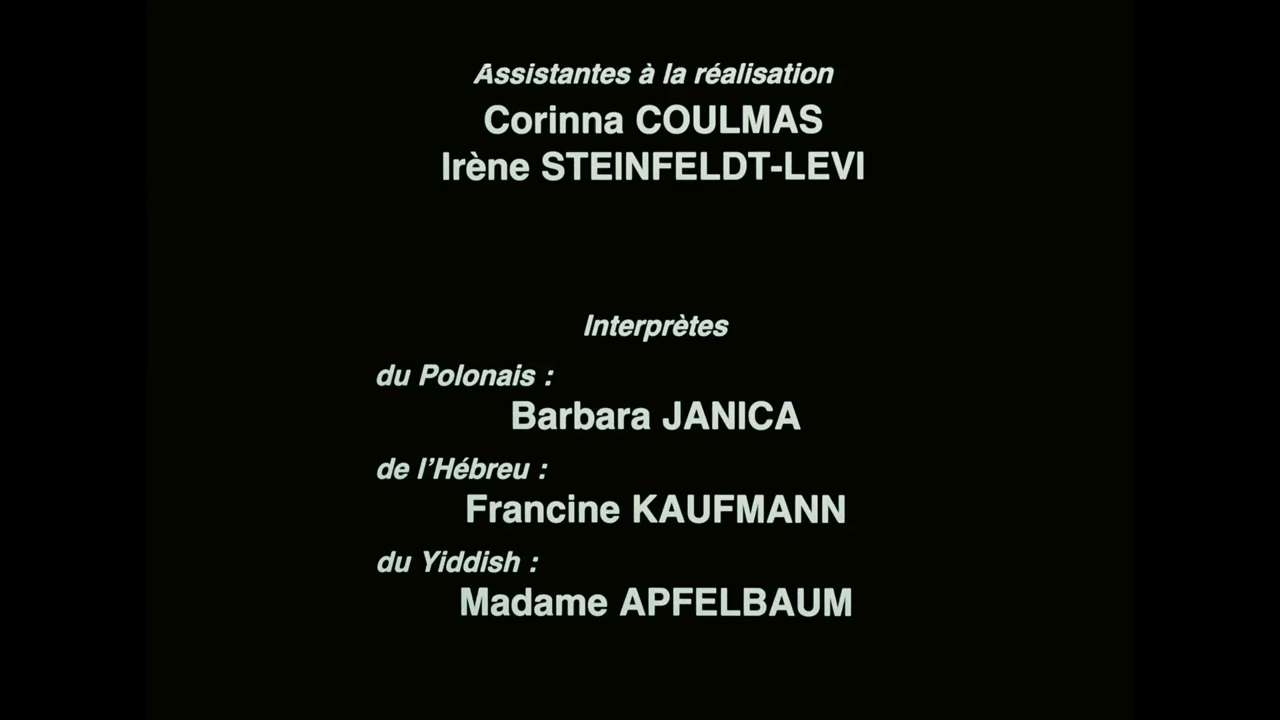 Assistantes à la réalisation
Corinna COULMAS
Irène STEINFELDT-LEVI
Interprètes
du Polonais :
Barbara JANICA
de l’Hébreu :
Francine KAUFMANN
du Yiddish :
Madame APFELBAUM